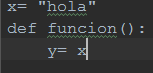 x= "hola"
def funcion():
    y= x